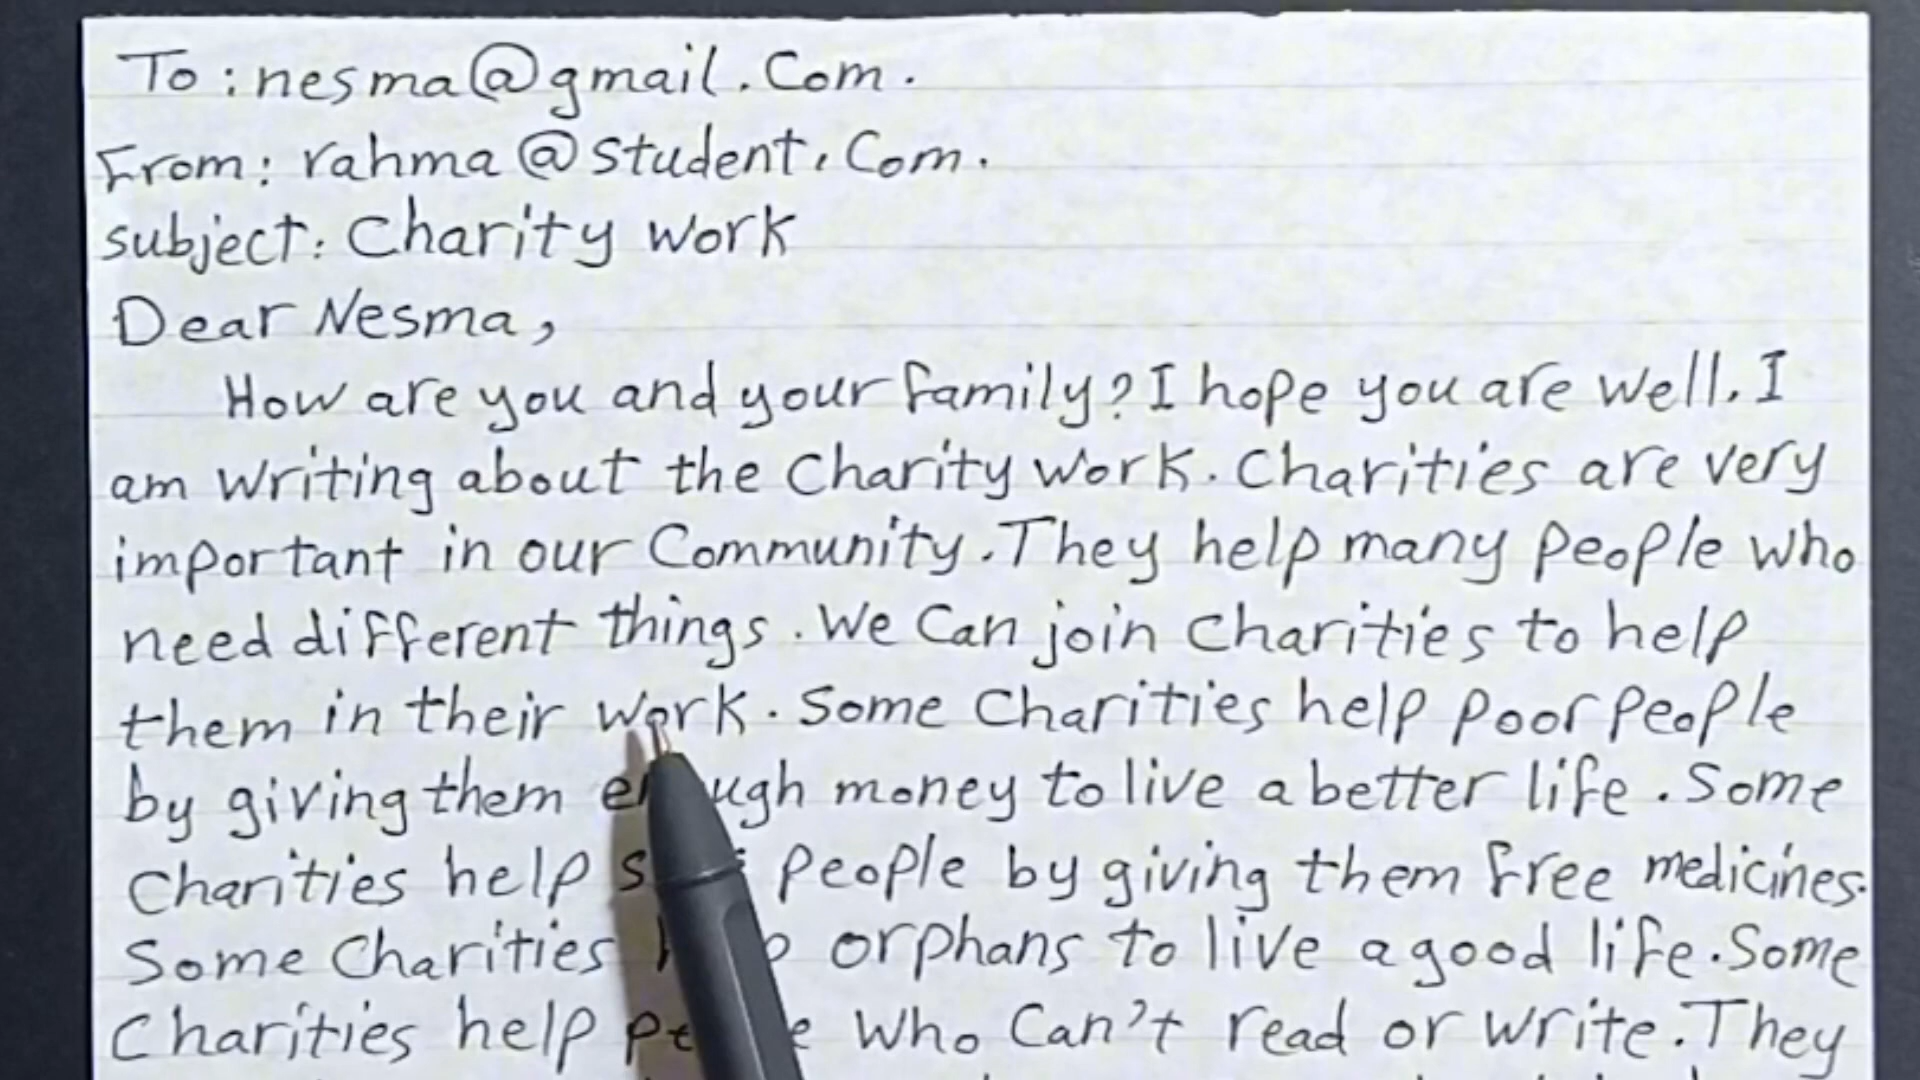 To: nesma@gmail.Com.
From: rahma@student.Com.
subject: Charity work
Dear Nesma,
How are you and your family? I hope you are well. I
am writing about the Charity work. Charities are very
important in our Community. They help many people who
need different things. We Can join Charities to help
them in their work. Some Charities help poor people
by giving them enough money to live a better life. Some
Charities help people by giving them free medicines.
Some Charities orphans to live a good life. Some
Charities help who Can't read or write. They